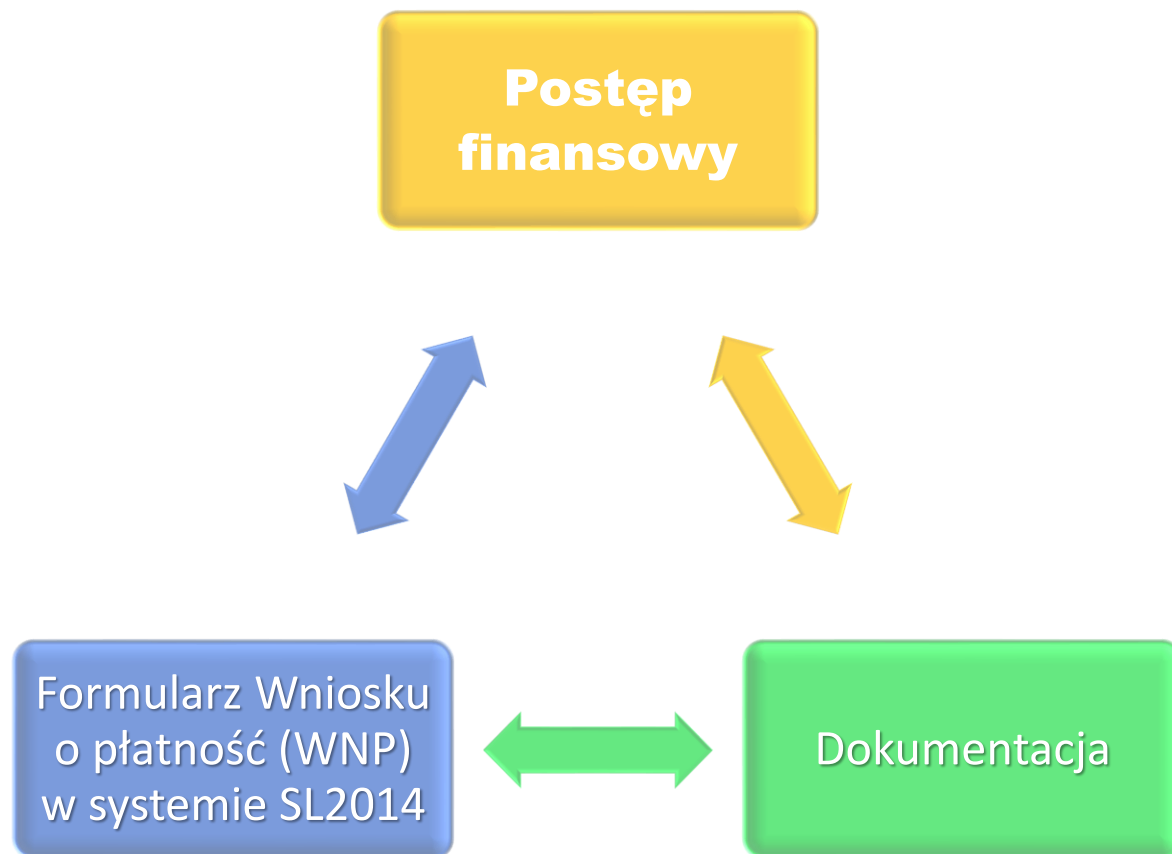 Postęp
finansowy
Formularz Wniosku
o płatność (WNP)
w systemie SL2014
Dokumentacja